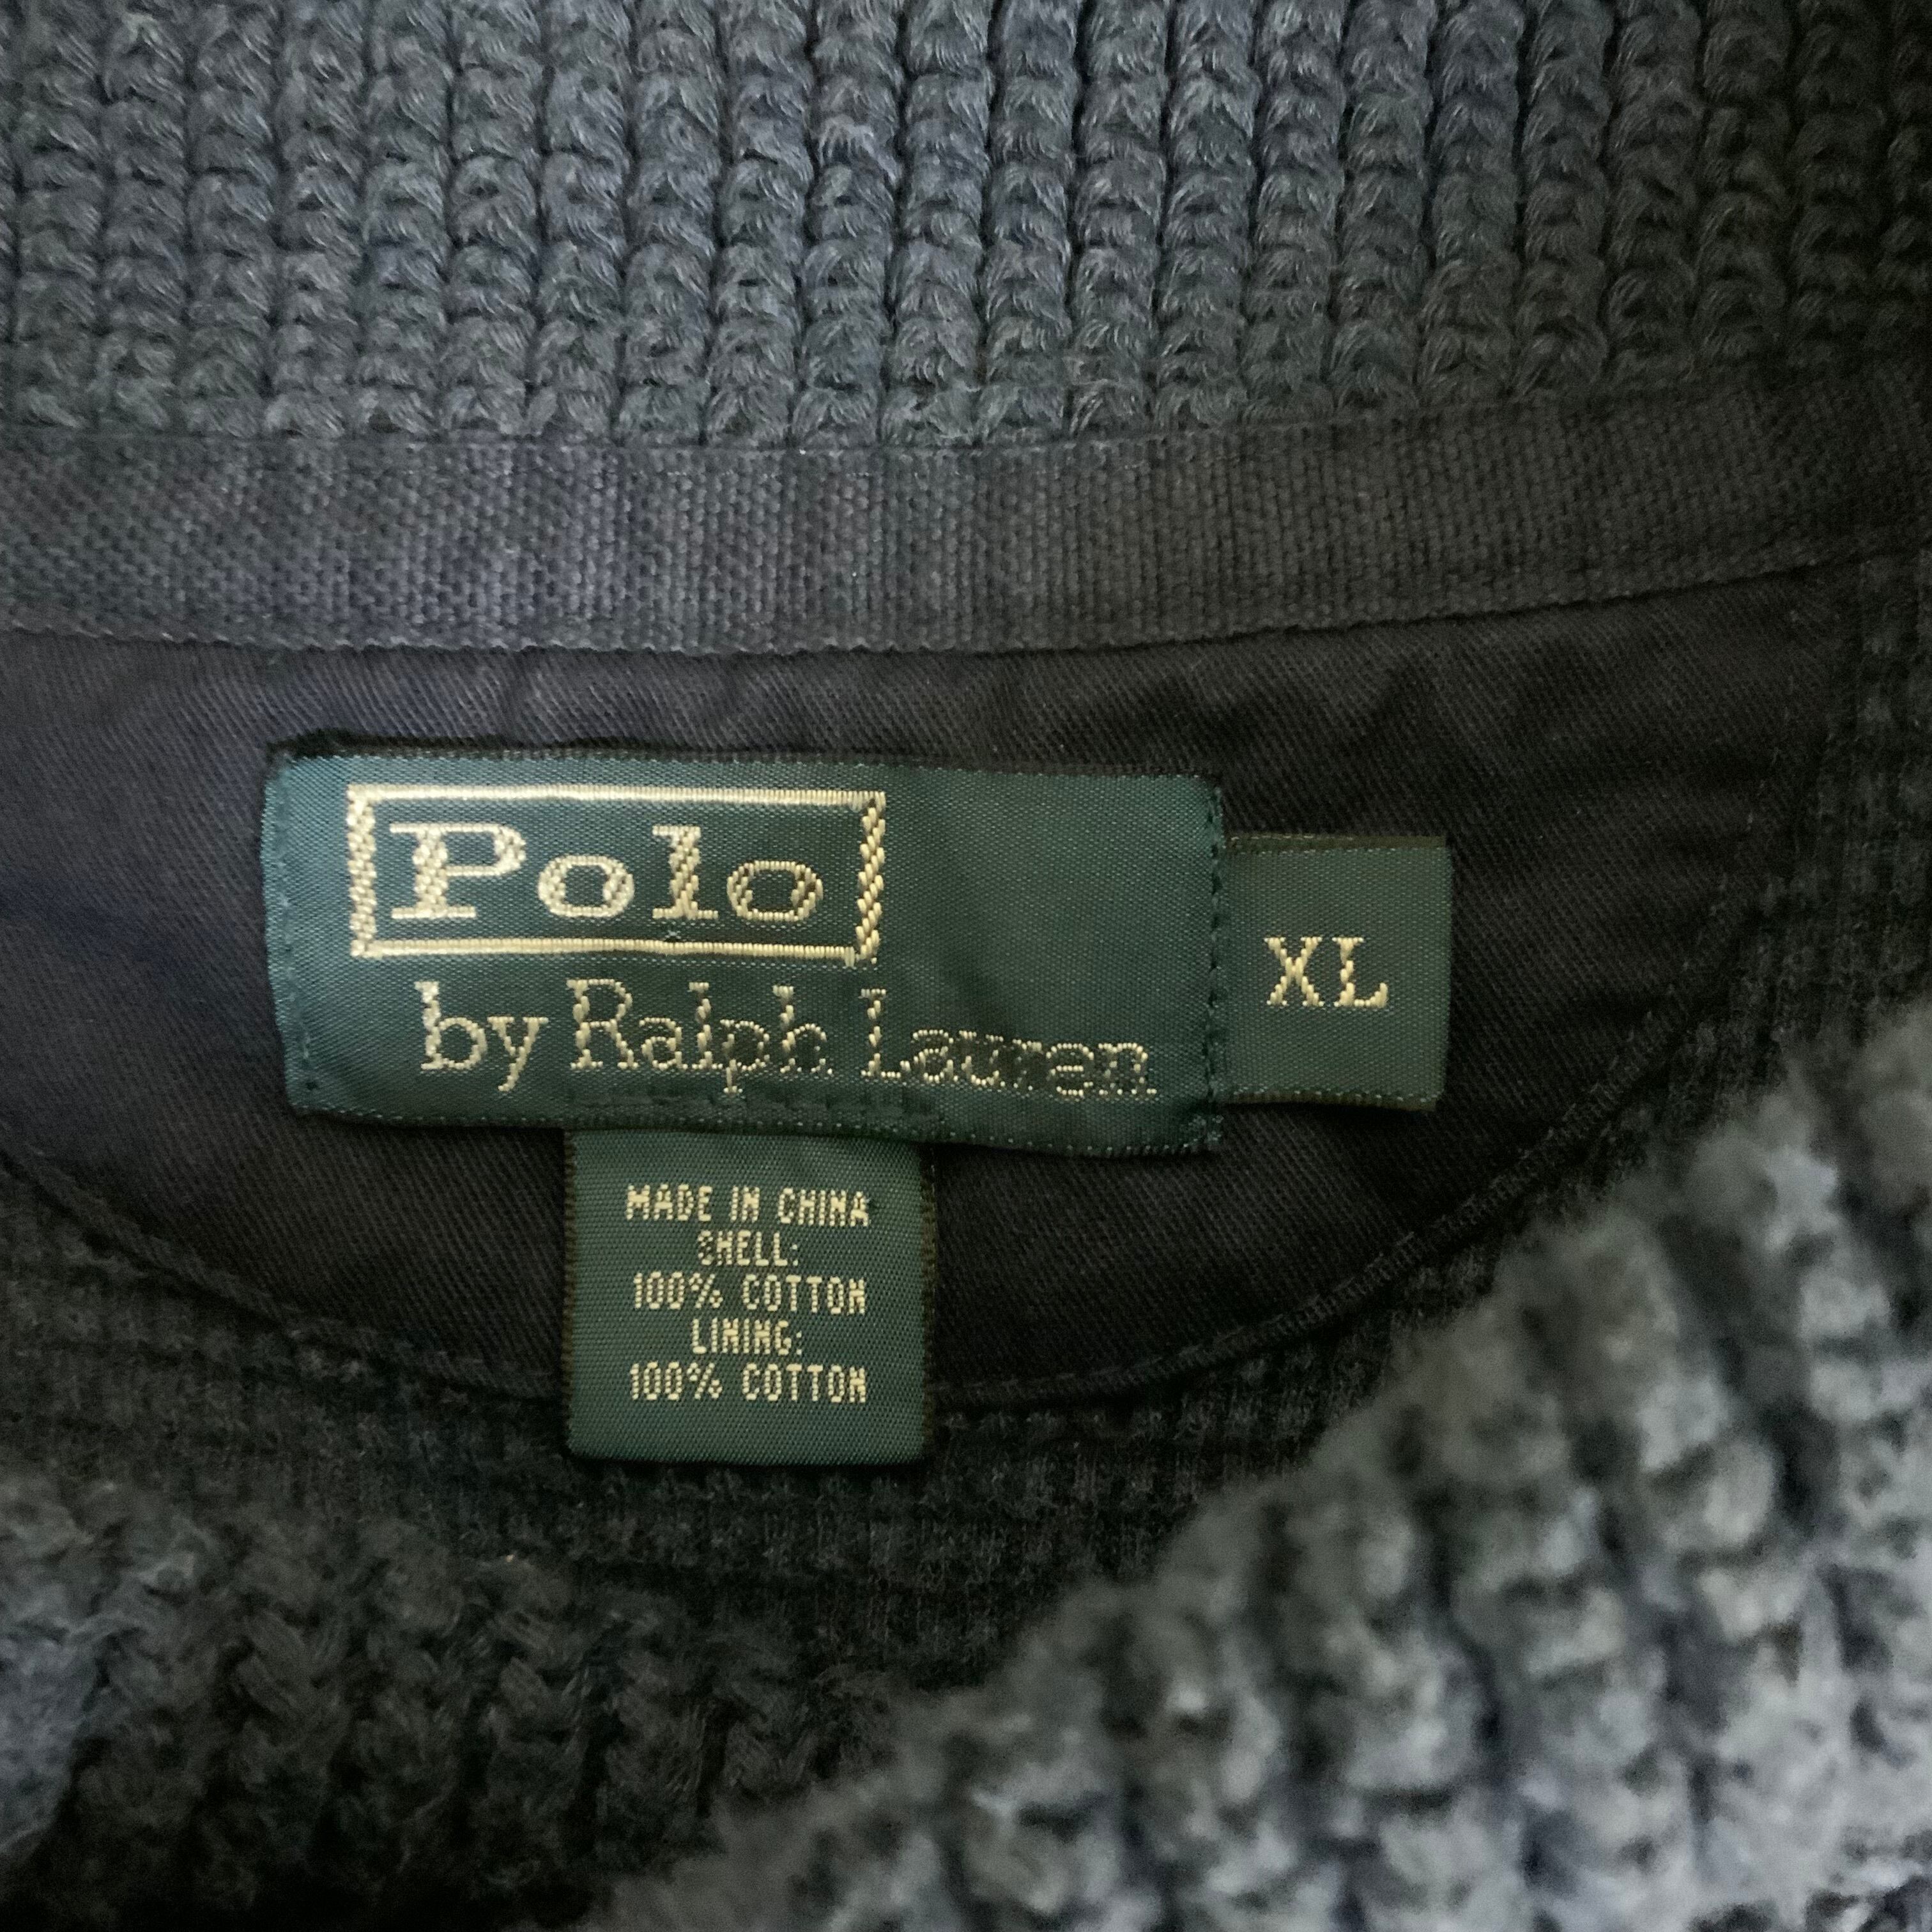 Polo
by Ralph Lauren
XL
MADE IN CHINA
SHELL:
100% COTTON
LINING:
100% COTTON